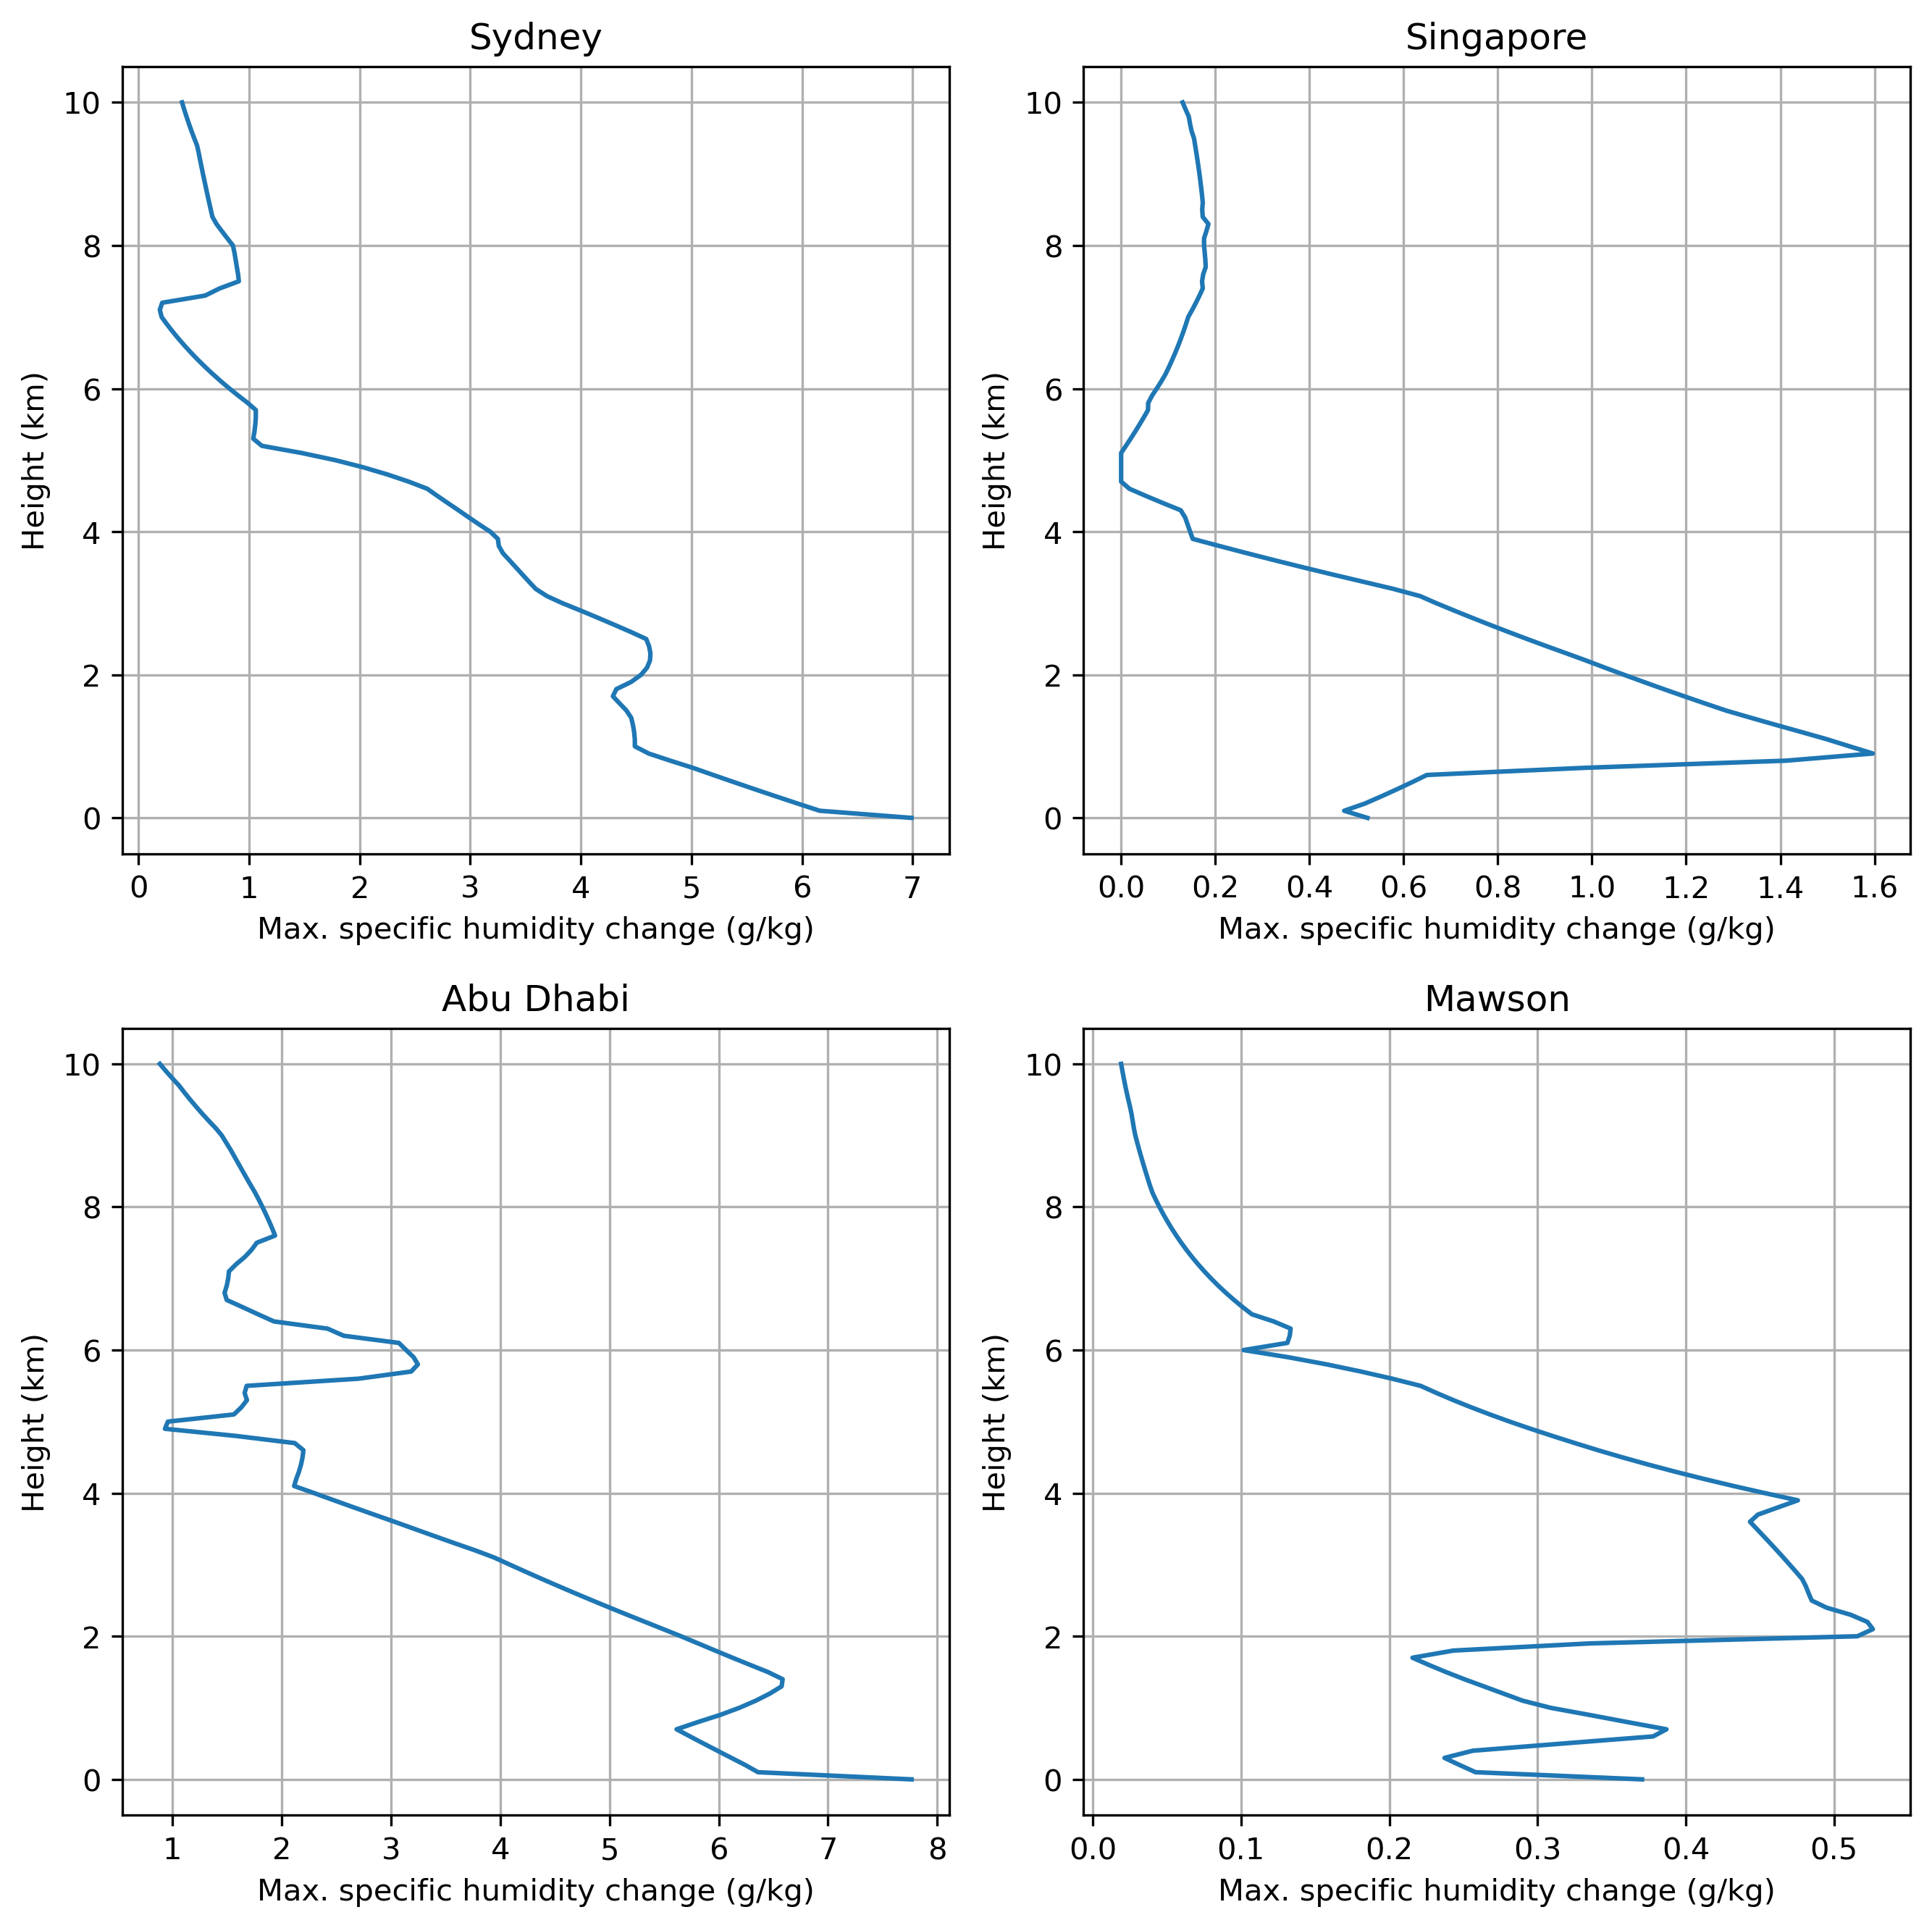 Sydney
Height (km)
10
8
6
4
2
0
0 1 2 3 4 5 6 7
Max. specific humidity change (g/kg)
Singapore
Height (km)
10
8
6
4
2
0
0.0 0.2 0.4 0.6 0.8 1.0 1.2 1.4 1.6
Max. specific humidity change (g/kg)
Abu Dhabi
Height (km)
10
8
6
4
2
0
1 2 3 4 5 6 7 8
Max. specific humidity change (g/kg)
Mawson
Height (km)
10
8
6
4
2
0
0.0 0.1 0.2 0.3 0.4 0.5
Max. specific humidity change (g/kg)